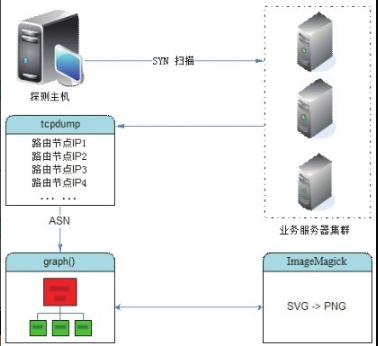 SYN 扫描
探测主机
tcpdump
路由节点IP1
路由节点IP2
路由节点IP3
路由节点IP4
... ...
业务服务器集群
ASN
graph()
ImageMagick
SVG -> PNG